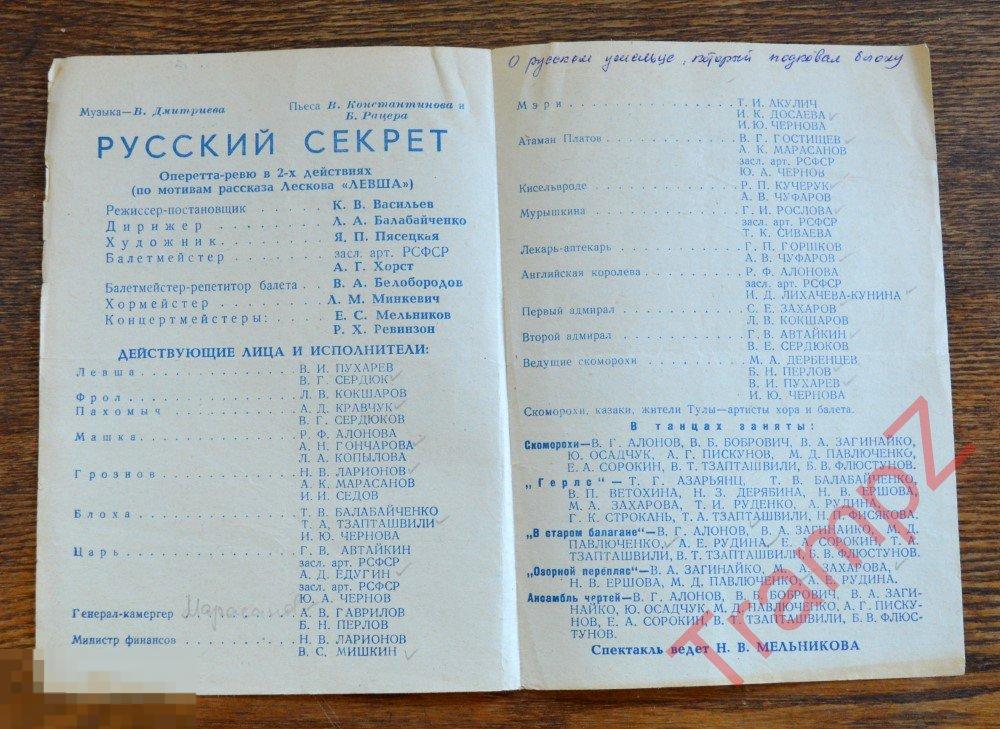 Музыка—В. Дмитриева
Пьеса В. Константинова и
Б. Рацера
РУССКИЙ СЕКРЕТ
Оперетта-ревю в 2-х действиях
(по мотивам рассказа Лескова «ЛЕВША»)
Режиссер-постановщик . . . . . К. В. Васильев
Дирижер . . . . . . . . Л. А. Балабайченко
Художник . . . . . . . . Я. П. Пясецкая
Балетмейстер . . . . . . . засл. арт. РСФСР
А. Г. Хорст
Балетмейстер-репетитор балета . . В. А. Белобородов
Хормейстер . . . . . . . Л. М. Минкевич
Концертмейстеры: . . . . . Е. С. Мельников
Р. Х. Ревинзон
ДЕЙСТВУЮЩИЕ ЛИЦА И ИСПОЛНИТЕЛИ:
Левша . . . . . . . . . В. И. ПУХАРЕВ
В. Г. СЕРДЮК
Фрол . . . . . . . . . Л. В. КОКШАРОВ
Пахомыч . . . . . . . . А. Д. КРАВЧУК
В. Г. СЕРДЮКОВ
Машка . . . . . . . . . Р. Ф. АЛОНОВА
А. Н. ГОНЧАРОВА
Л. А. КОПЫЛОВА
Грознов . . . . . . . . Н. В. ЛАРИОНОВ
А. К. МАРАСАНОВ
И. И. СЕДОВ
Блоха . . . . . . . . . Т. В. БАЛАБАЙЧЕНКО
Т. А. ТЗАПТАШВИЛИ
И. Ю. ЧЕРНОВА
Царь . . . . . . . . . Г. В. АВТАЙКИН
засл. арт. РСФСР
А. Д. ЕДУГИН
засл. арт. РСФСР
Ю. А. ЧЕРНОВ
Генерал-камергер Марасанов А. В. ГАВРИЛОВ
Б. Н. ПЕРЛОВ
Министр финансов . . . . . Н. В. ЛАРИОНОВ
В. С. МИШКИН
О русском умельце, который подковал блоху
Мэри . . . . . . . . . Т. И. АКУЛИЧ
И. К. ДОСАЕВА
И. Ю. ЧЕРНОВА
Атаман Платов . . . . . . В. Г. ГОСТИЩЕВ
А. К. МАРАСАНОВ
засл. арт. РСФСР
Ю. А. ЧЕРНОВ
Кисельвроде . . . . . . . Р. П. КУЧЕРУК
А. В. ЧУФАРОВ
Мурышкина . . . . . . . Г. И. РОСЛОВА
засл. арт. РСФСР
Т. К. СИВАЕВА
Лекарь-аптекарь . . . . . . Г. П. ГОРШКОВ
А. В. ЧУФАРОВ
Английская королева . . . . . Р. Ф. АЛОНОВА
засл. арт. РСФСР
И. Д. ЛИХАЧЕВА-КУНИНА
Первый адмирал . . . . . . С. Е. ЗАХАРОВ
Л. В. КОКШАРОВ
Второй адмирал . . . . . . Г. В. АВТАЙКИН
В. Е. СЕРДЮКОВ
Ведущие скоморохи . . . . . М. А. ДЕРБЕНЦЕВ
Б. Н. ПЕРЛОВ
В. И. ПУХАРЕВ
И. Ю. ЧЕРНОВА
Скоморохи, казаки, жители Тулы—артисты хора и балета.
В танцах заняты:
Скоморохи—В. Г. АЛОНОВ, В. Б. БОБРОВИЧ, В. А. ЗАГИНАЙКО,
Ю. ОСАДЧУК, А. Г. ПИСКУНОВ, М. Д. ПАВЛЮЧЕНКО,
Е. А. СОРОКИН, В. Т. ТЗАПТАШВИЛИ, Б. В. ФЛЮСТУНОВ.
„Герлс"—Т. Г. АЗАРЬЯНЦ, Т. В. БАЛАБАЙЧЕНКО,
В. П. ВЕТОХИНА, Н. З. ДЕРЯБИНА, Н. В. ЕРШОВА,
М. А. ЗАХАРОВА, Т. И. РУДЕНКО, А. РУДИНА,
Г. К. СТРОКАНЬ, Т. А. ТЗАПТАШВИЛИ, Н. П. ФИСЯКОВА.
„В старом балагане"—В. Г. АЛОНОВ, В. А. ЗАГИНАЙКО, М. Д.
ПАВЛЮЧЕНКО, А. Е. РУДИНА, Е. А. СОРОКИН, Т. А.
ТЗАПТАШВИЛИ, В. Т. ТЗАПТАШВИЛИ, Б. В. ФЛЮСТУНОВ.
„Озорной перепляс"—В. А. ЗАГИНАЙКО, М. А. ЗАХАРОВА,
Н. В. ЕРШОВА, М. Д. ПАВЛЮЧЕНКО, А. Е. РУДИНА.
Ансамбль чертей—В. Г. АЛОНОВ, В. Б. БОБРОВИЧ, В. А. ЗАГИ-
НАЙКО, Ю. ОСАДЧУК, М. Д. ПАВЛЮЧЕНКО, А. Г. ПИСКУ-
НОВ, Е. А. СОРОКИН, В. Т. ТЗАПТАШВИЛИ, Б. В. ФЛЮС-
ТУНОВ.
Спектакль ведет Н. В. МЕЛЬНИКОВА
TrampZ